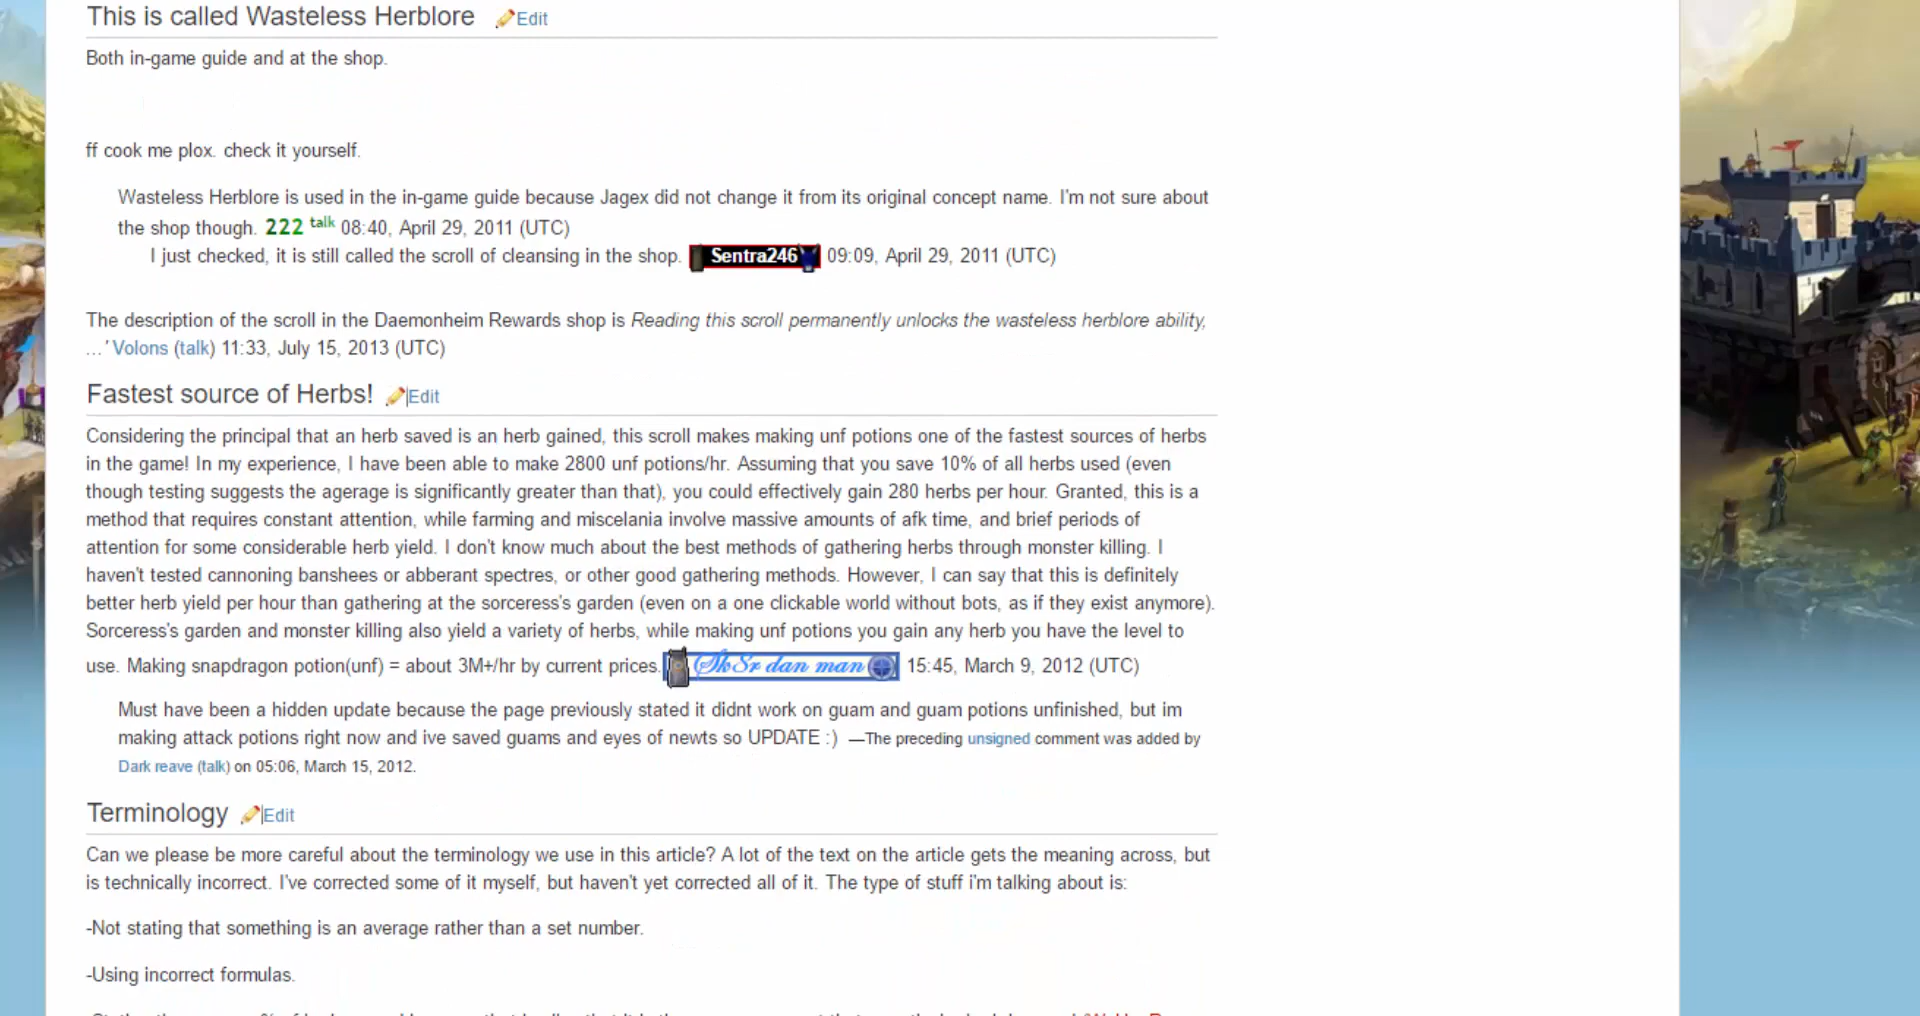 This is called Wasteless Herblore Edit
Both in-game guide and at the shop.
ff cook me plox. check it yourself.
Wasteless Herblore is used in the in-game guide because Jagex did not change it from its original concept name. I'm not sure about
the shop though. 222 talk 08:40, April 29, 2011 (UTC)
I just checked, it is still called the scroll of cleansing in the shop. Sentra246 09:09, April 29, 2011 (UTC)
The description of the scroll in the Daemonheim Rewards shop is Reading this scroll permanently unlocks the wasteless herblore ability,
...' Volons (talk) 11:33, July 15, 2013 (UTC)
Fastest source of Herbs! Edit
Considering the principal that an herb saved is an herb gained, this scroll makes making unf potions one of the fastest sources of herbs
in the game! In my experience, I have been able to make 2800 unf potions/hr. Assuming that you save 10% of all herbs used (even
though testing suggests the agerage is significantly greater than that), you could effectively gain 280 herbs per hour. Granted, this is a
method that requires constant attention, while farming and miscelania involve massive amounts of afk time, and brief periods of
attention for some considerable herb yield. I don't know much about the best methods of gathering herbs through monster killing. I
haven't tested cannoning banshees or abberant spectres, or other good gathering methods. However, I can say that this is definitely
better herb yield per hour than gathering at the sorceress's garden (even on a one clickable world without bots, as if they exist anymore).
Sorceress's garden and monster killing also yield a variety of herbs, while making unf potions you gain any herb you have the level to
use. Making snapdragon potion(unf) = about 3M+/hr by current prices. Sk8r dan man 15:45, March 9, 2012 (UTC)
Must have been a hidden update because the page previously stated it didnt work on guam and guam potions unfinished, but im
making attack potions right now and ive saved guams and eyes of newts so UPDATE :) —The preceding unsigned comment was added by
Dark reave (talk) on 05:06, March 15, 2012.
Terminology Edit
Can we please be more careful about the terminology we use in this article? A lot of the text on the article gets the meaning across, but
is technically incorrect. I've corrected some of it myself, but haven't yet corrected all of it. The type of stuff i'm talking about is:
-Not stating that something is an average rather than a set number.
-Using incorrect formulas.